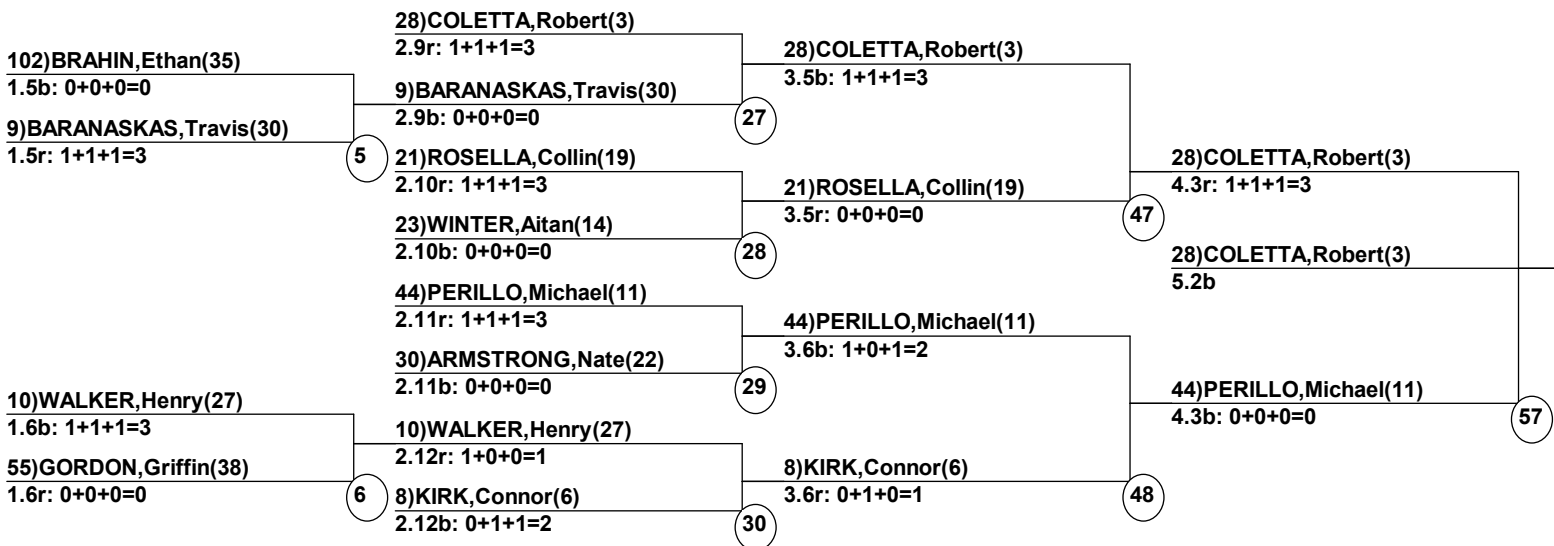 102)BRAHIN,Ethan(35)
1.5b: 0+0+0=0
9)BARANASKAS,Travis(30)
1.5r: 1+1+1=3
5
10)WALKER,Henry(27)
1.6b: 1+1+1=3
55)GORDON,Griffin(38)
1.6r: 0+0+0=0
6
28)COLETTA,Robert(3)
2.9r: 1+1+1=3
9)BARANASKAS,Travis(30)
2.9b: 0+0+0=0
27
21)ROSELLA,Collin(19)
2.10r: 1+1+1=3
23)WINTER,Aitan(14)
2.10b: 0+0+0=0
28
44)PERILLO,Michael(11)
2.11r: 1+1+1=3
30)ARMSTRONG,Nate(22)
2.11b: 0+0+0=0
29
10)WALKER,Henry(27)
2.12r: 1+0+0=1
8)KIRK,Connor(6)
2.12b: 0+1+1=2
30
28)COLETTA,Robert(3)
3.5b: 1+1+1=3
21)ROSELLA,Collin(19)
3.5r: 0+0+0=0
47
44)PERILLO,Michael(11)
3.6b: 1+0+1=2
8)KIRK,Connor(6)
3.6r: 0+1+0=1
48
28)COLETTA,Robert(3)
4.3r: 1+1+1=3
28)COLETTA,Robert(3)
5.2b
44)PERILLO,Michael(11)
4.3b: 0+0+0=0
57